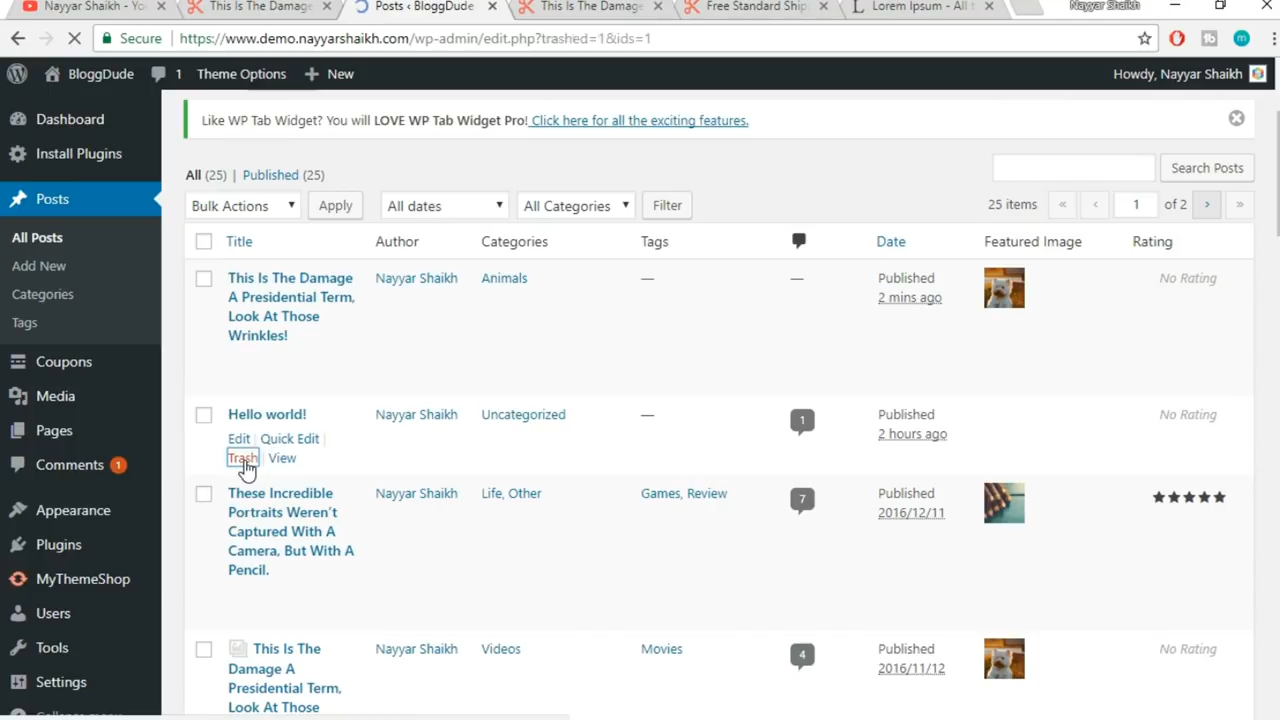 Nayyar Shaikh - Yo
This Is The Damage
Posts ‹ BloggDude
This Is The Damage
Free Standard Ship
Lorem Ipsum - All
Nayyar Shaikh
Secure
https://www.demo.nayyarshaikh.com/wp-admin/edit.php?trashed=1&ids=1
BloggDude 1 Theme Options + New
Howdy, Nayyar Shaikh
Dashboard
Install Plugins
Posts
All Posts
Add New
Categories
Tags
Coupons
Media
Pages
Comments 1
Appearance
Plugins
MyThemeShop
Users
Tools
Settings
Collapse menu
Like WP Tab Widget? You will LOVE WP Tab Widget Pro! Click here for all the exciting features.
All (25) | Published (25)
Search Posts
Bulk Actions Apply All dates All Categories Filter
25 items « ‹ 1 of 2 › »
Title Author Categories Tags Date Featured Image Rating
This Is The Damage
A Presidential Term,
Look At Those
Wrinkles!
Nayyar Shaikh
Animals
—
—
Published
2 mins ago
No Rating
Hello world!
Edit | Quick Edit |
Trash | View
Nayyar Shaikh
Uncategorized
—
1
Published
2 hours ago
No Rating
These Incredible
Portraits Weren't
Captured With A
Camera, But With A
Pencil.
Nayyar Shaikh
Life, Other
Games, Review
7
Published
2016/12/11
★★★★★
This Is The
Damage A
Presidential Term,
Look At Those
Nayyar Shaikh
Videos
Movies
4
Published
2016/11/12
No Rating